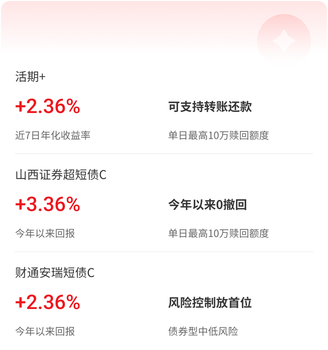 活期+
+2.36%
可支持转账还款
近7日年化收益率
单日最高10万赎回额度
山西证券超短债C
+3.36%
今年以来0撤回
今年以来回报
单日最高10万赎回额度
财通安瑞短债C
+2.36%
风险控制放首位
今年以来回报
债券型中低风险